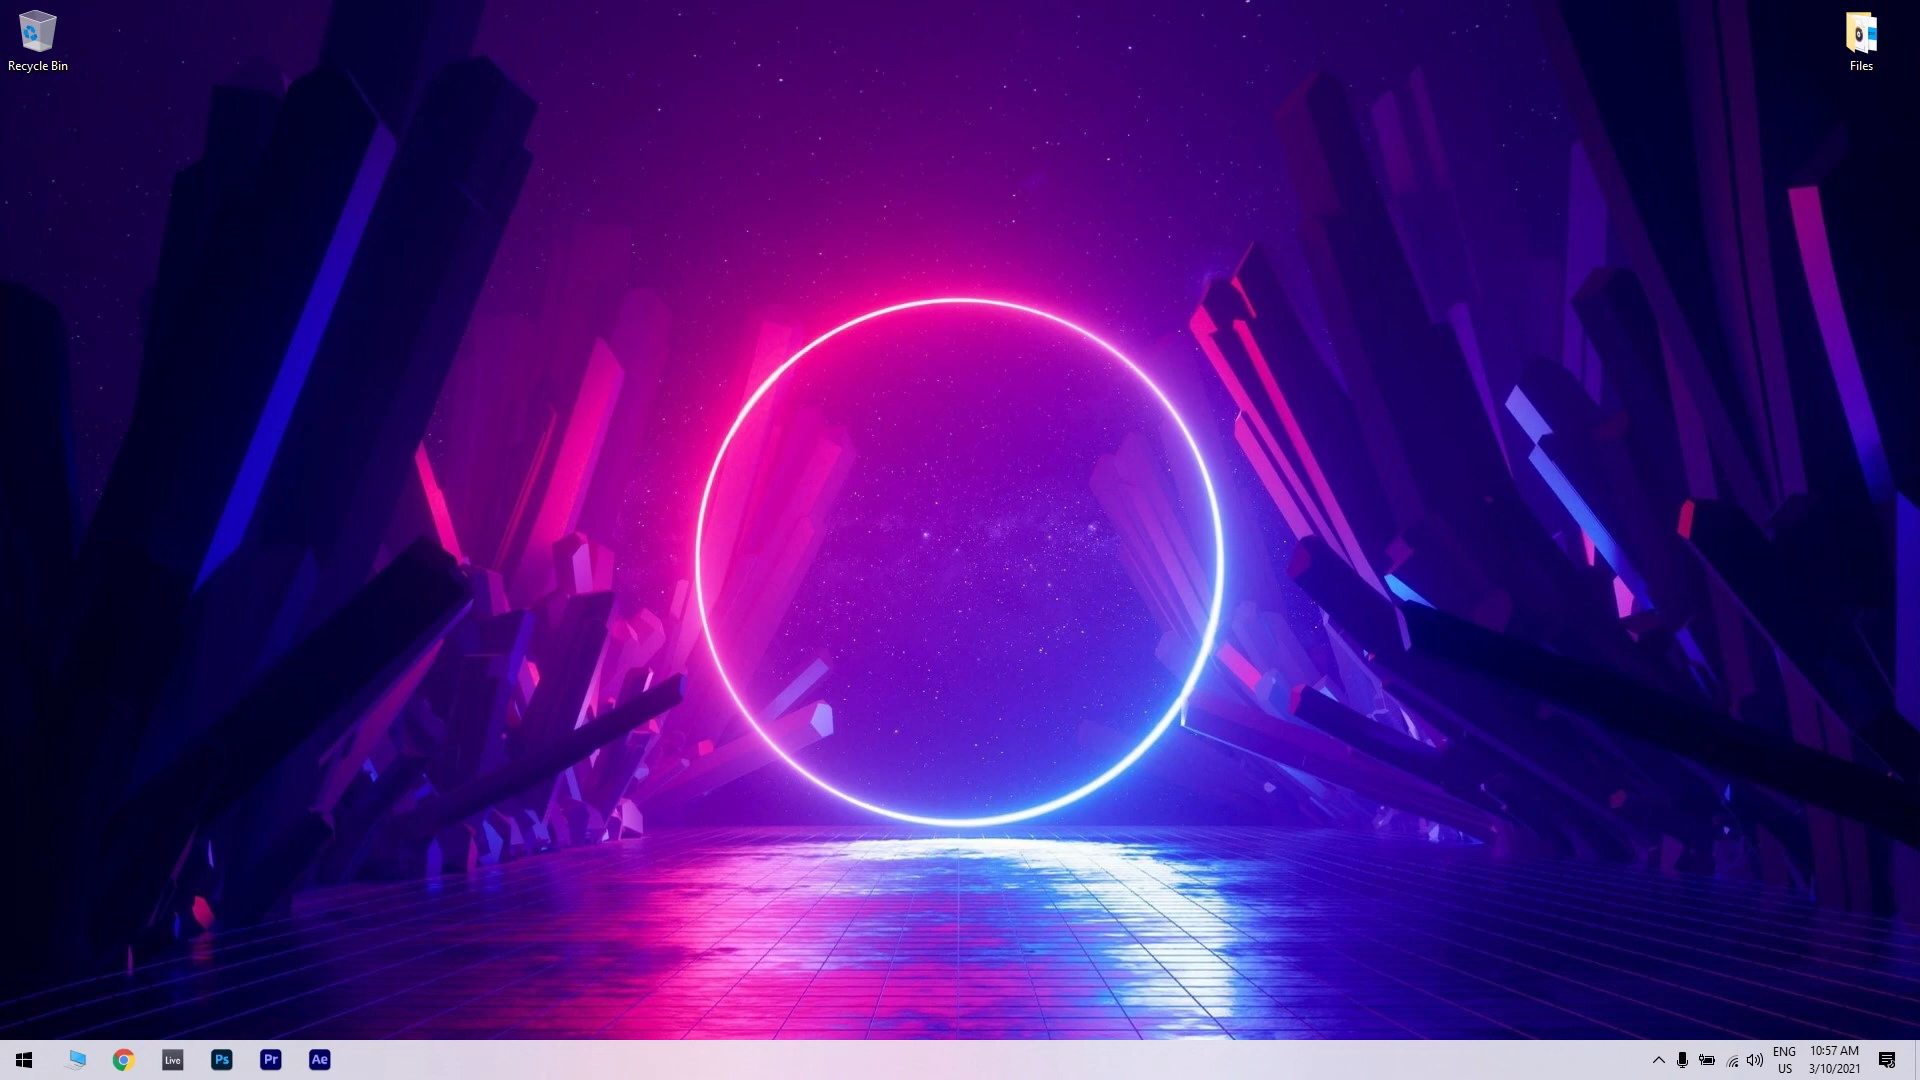 Recycle Bin
Files
Live
Ps
Pr
Ae
ENG
US
10:57 AM
3/10/2021